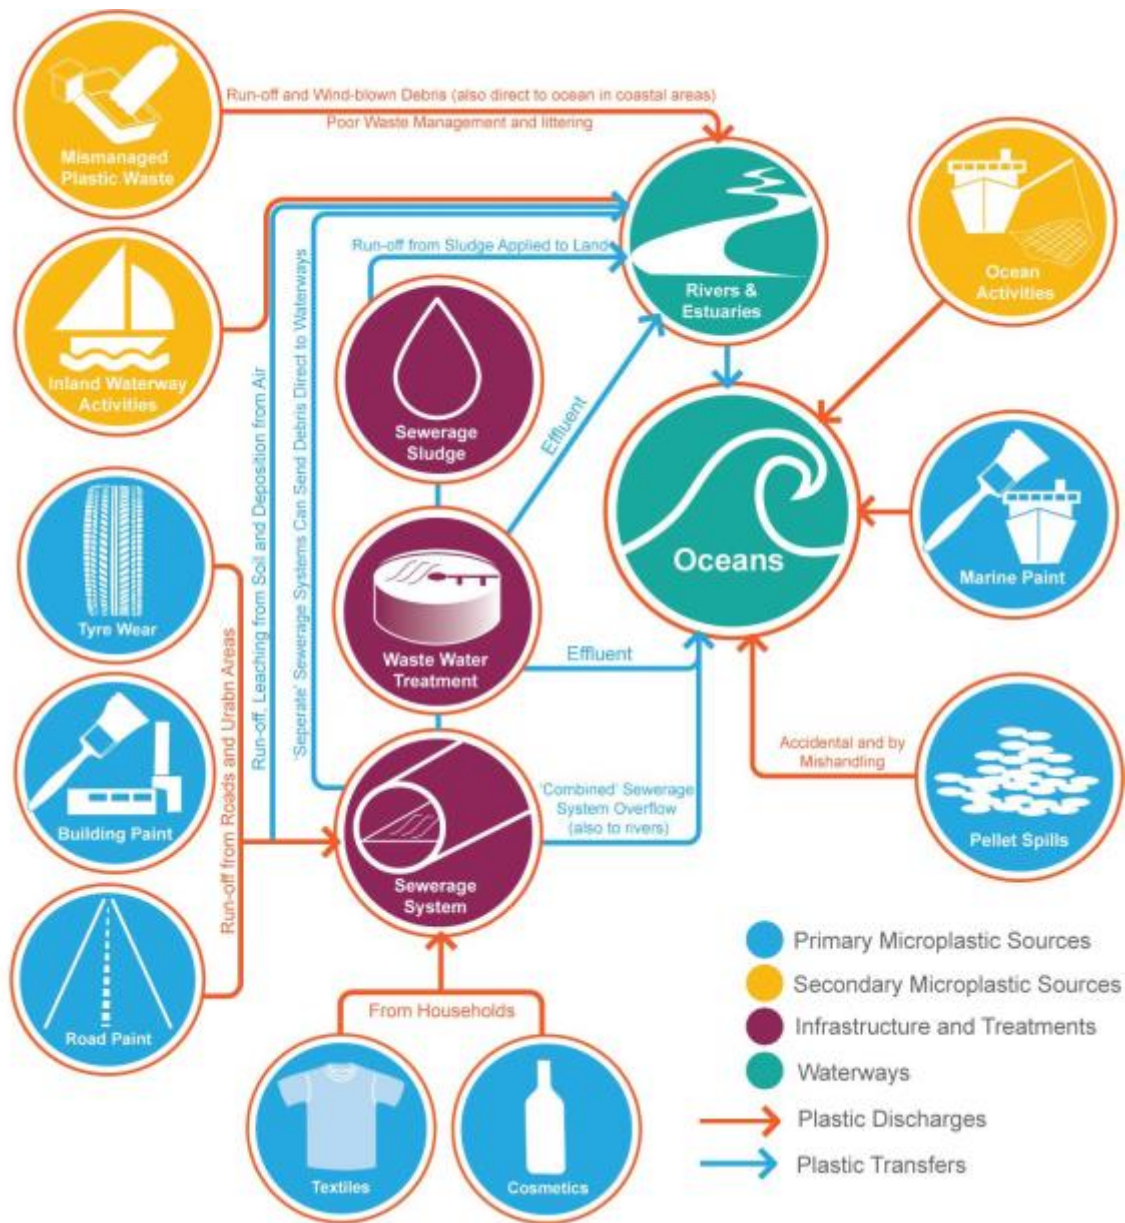 Run-off and Wind-blown Debris (also direct to ocean in coastal areas)
Poor Waste Management and littering
Mismanaged
Plastic Waste
Inland Waterway
Activities
Run-off from Sludge Applied to Land
Rivers &
Estuaries
Ocean
Activities
Sewerage
Sludge
Effluent
Run-off, Leaching from Soil and Deposition from Air
'Seperate' Sewerage Systems Can Send Debris Direct to Waterways
Oceans
Marine Paint
Tyre Wear
Waste Water
Treatment
Effluent
Run-off from Roads and Urabn Areas
Building Paint
Accidental and by
Mishandling
Pellet Spills
'Combined' Sewerage
System Overflow
(also to rivers)
Sewerage
System
Road Paint
From Households
Textiles
Cosmetics
Primary Microplastic Sources
Secondary Microplastic Sources
Infrastructure and Treatments
Waterways
Plastic Discharges
Plastic Transfers